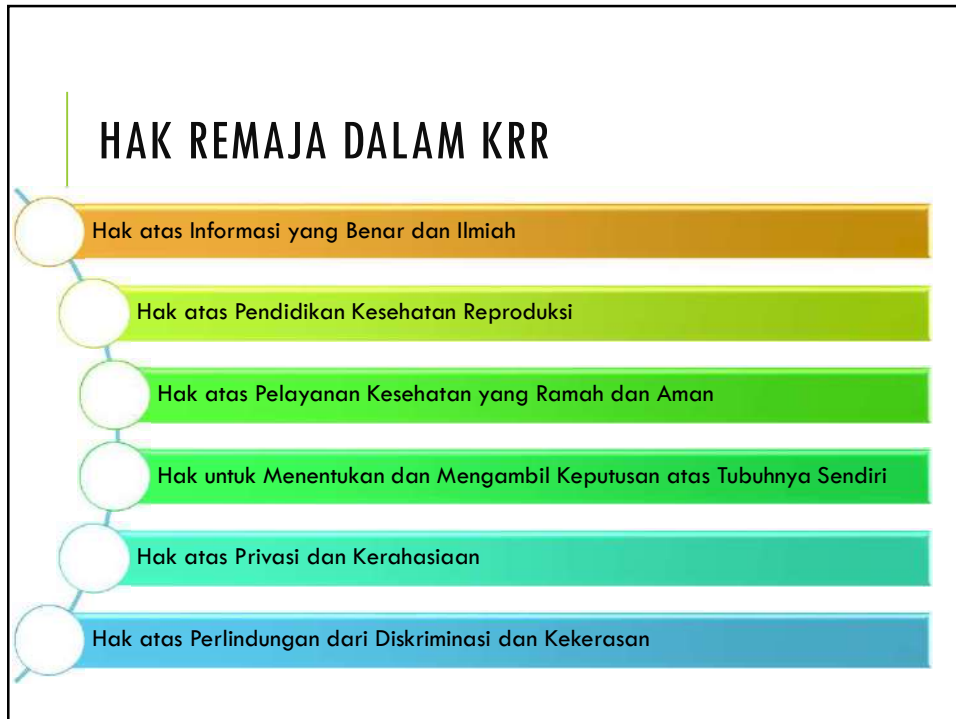 HAK REMAJA DALAM KRR
Hak atas Informasi yang Benar dan Ilmiah
Hak atas Pendidikan Kesehatan Reproduksi
Hak atas Pelayanan Kesehatan yang Ramah dan Aman
Hak untuk Menentukan dan Mengambil Keputusan atas Tubuhnya Sendiri
Hak atas Privasi dan Kerahasiaan
Hak atas Perlindungan dari Diskriminasi dan Kekerasan